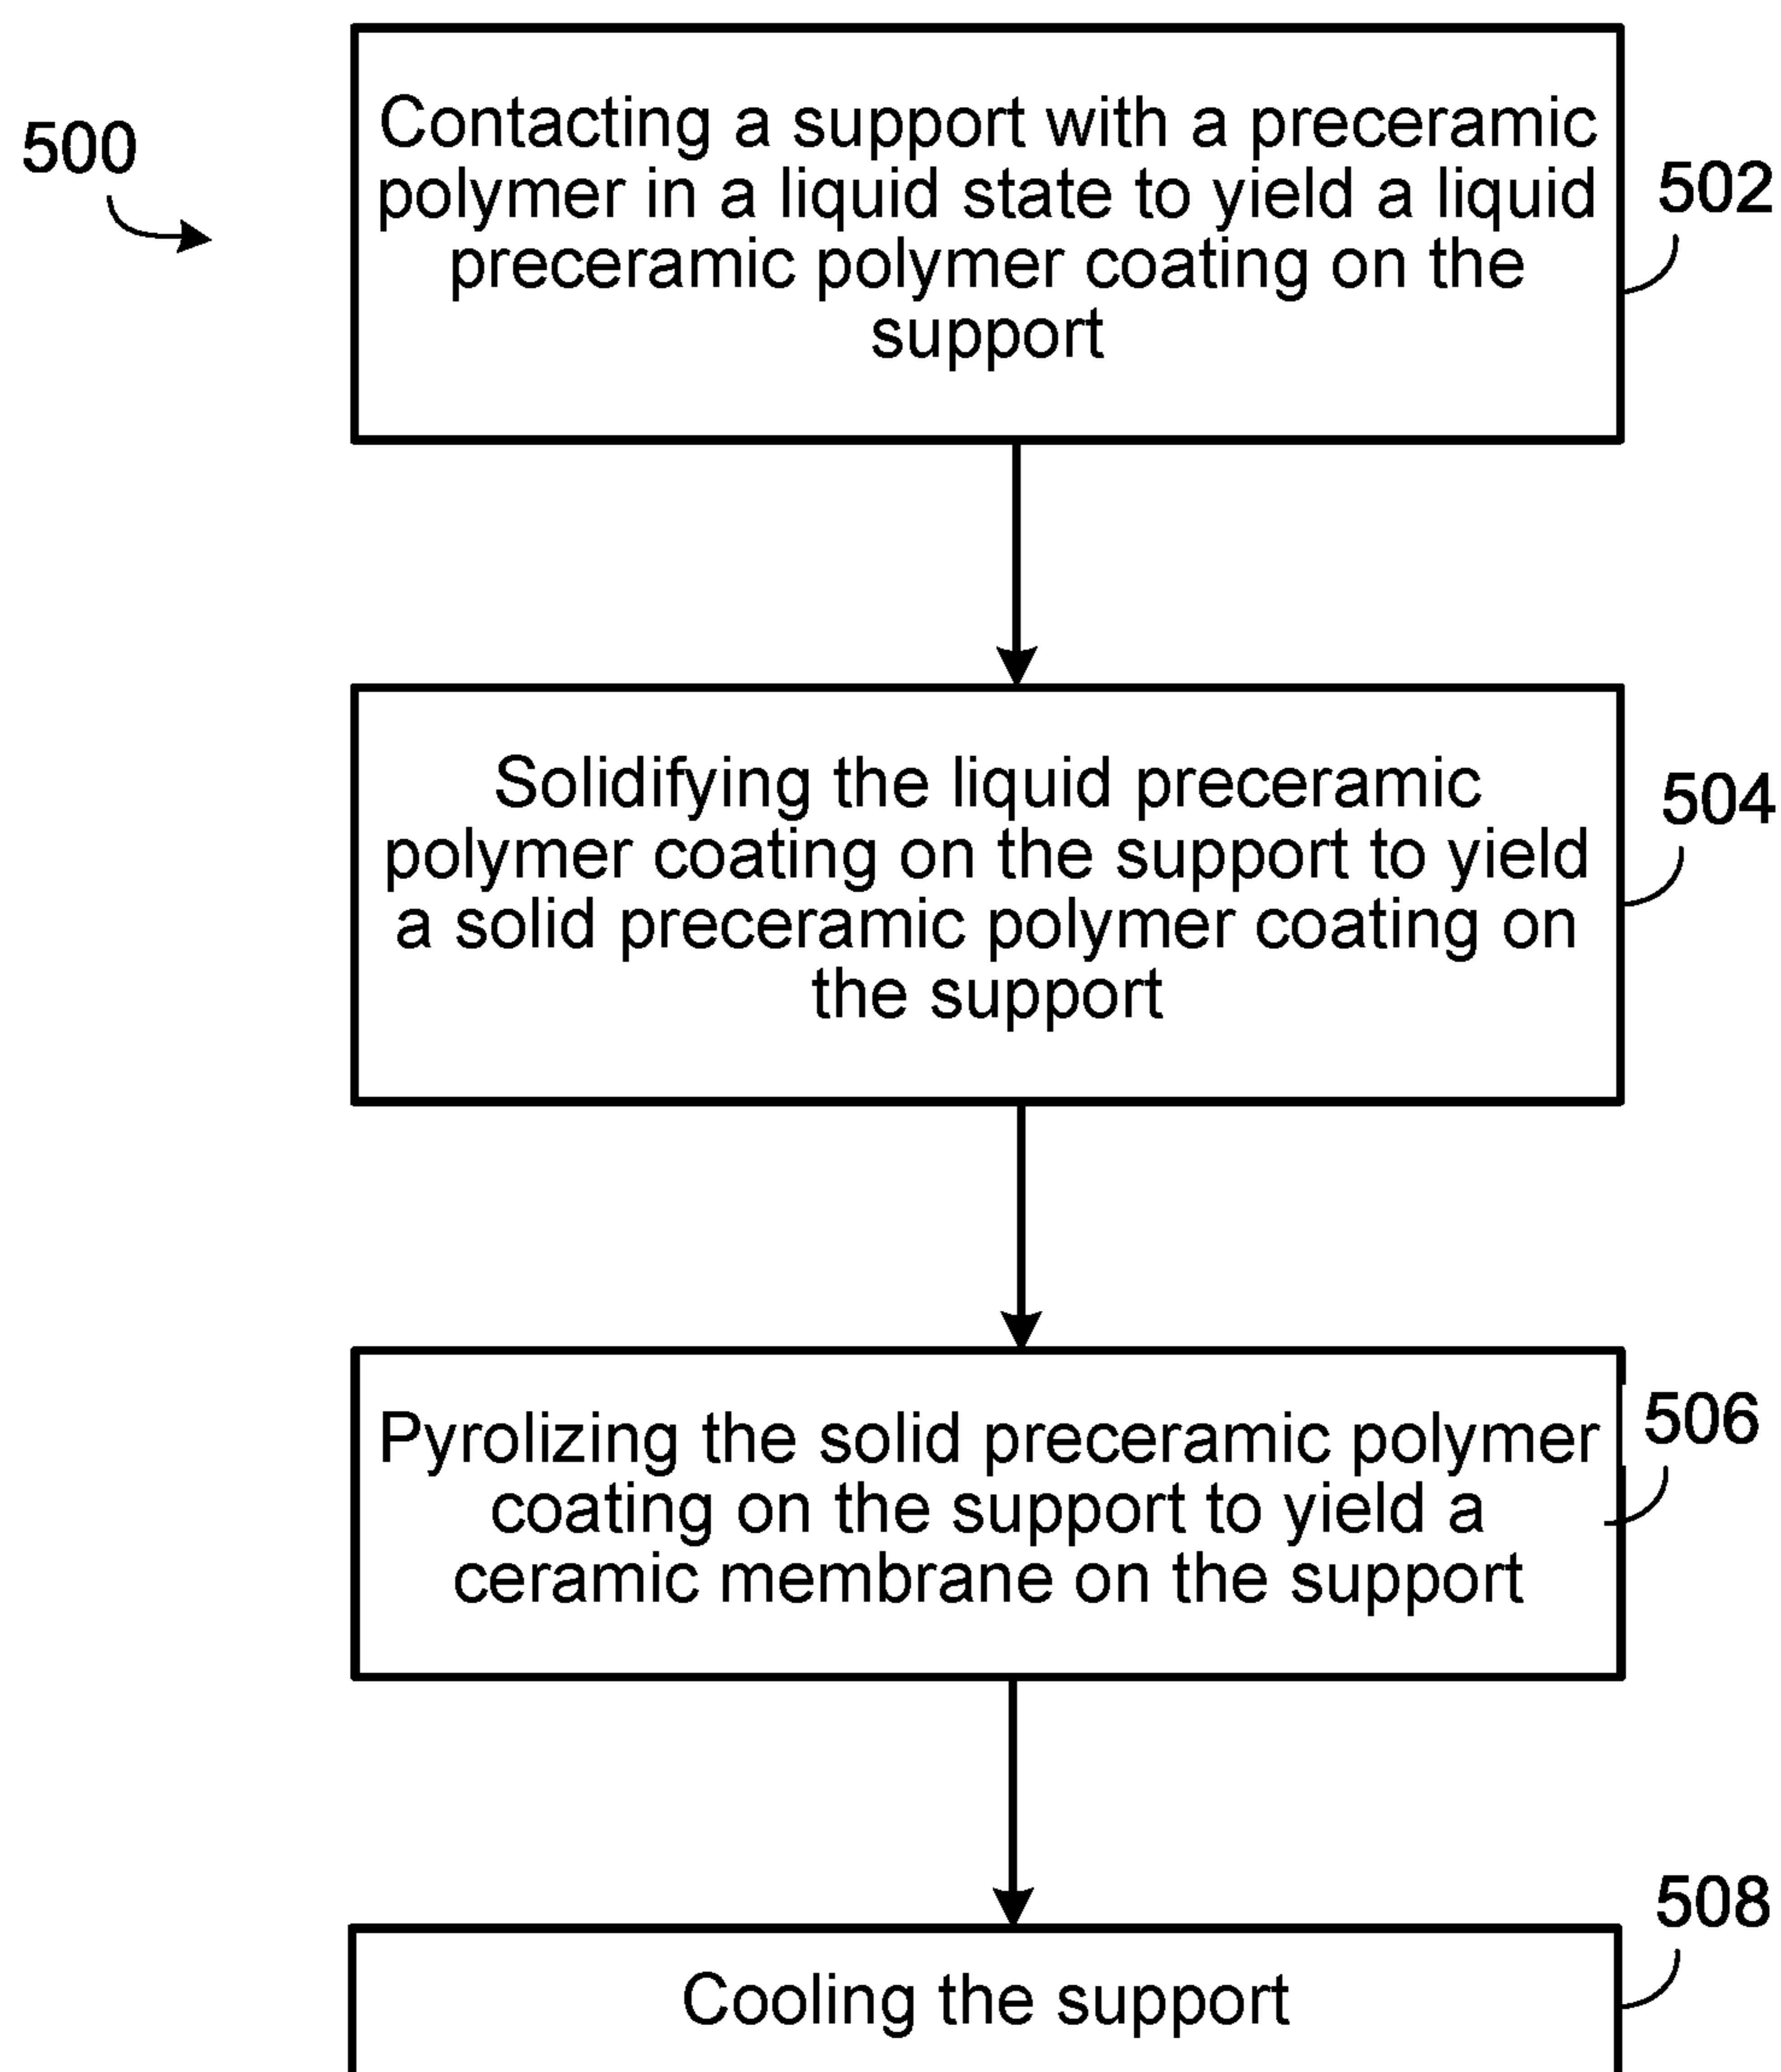 500
Contacting a support with a preceramic
polymer in a liquid state to yield a liquid
preceramic polymer coating on the
support
502
Solidifying the liquid preceramic
polymer coating on the support to yield
a solid preceramic polymer coating on
the support
504
Pyrolizing the solid preceramic polymer
coating on the support to yield a
ceramic membrane on the support
506
Cooling the support
508